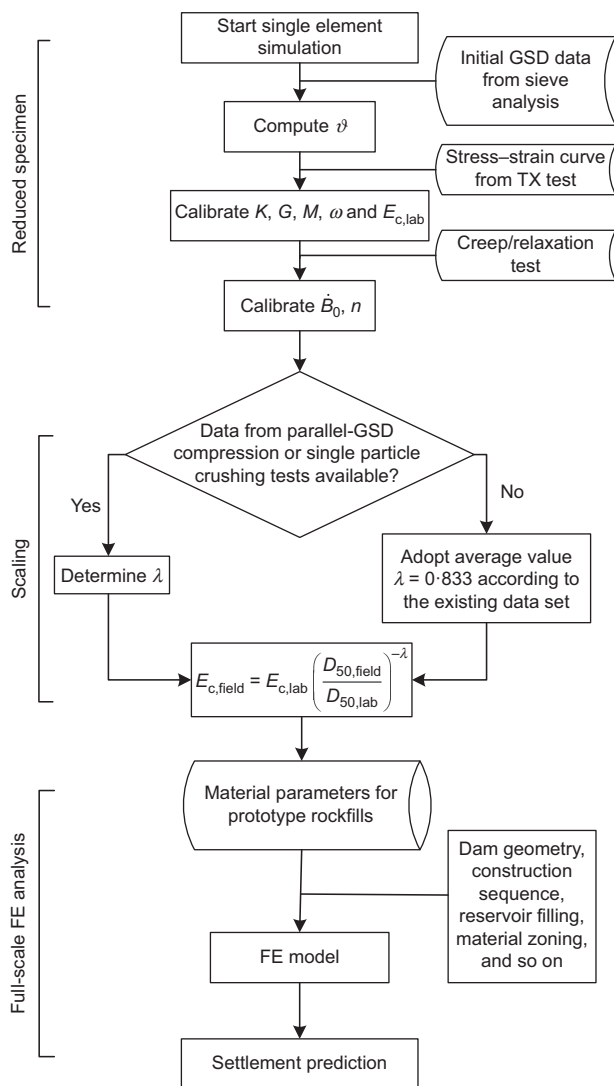 Start single element
simulation
Initial GSD data
from sieve
analysis
Compute ϑ
Stress–strain curve
from TX test
Calibrate K, G, M, ω and E_c,lab
Creep/relaxation
test
Calibrate Ḃ_0, n
Reduced specimen
Data from parallel-GSD
compression or single particle
crushing tests available?
Yes
No
Determine λ
Adopt average value
λ = 0·833 according to
the existing data set
E_c,field = E_c,lab (D_50,field / D_50,lab)^−λ
Scaling
Material parameters for
prototype rockfills
Dam geometry,
construction
sequence,
reservoir filling,
material zoning,
and so on
FE model
Settlement prediction
Full-scale FE analysis